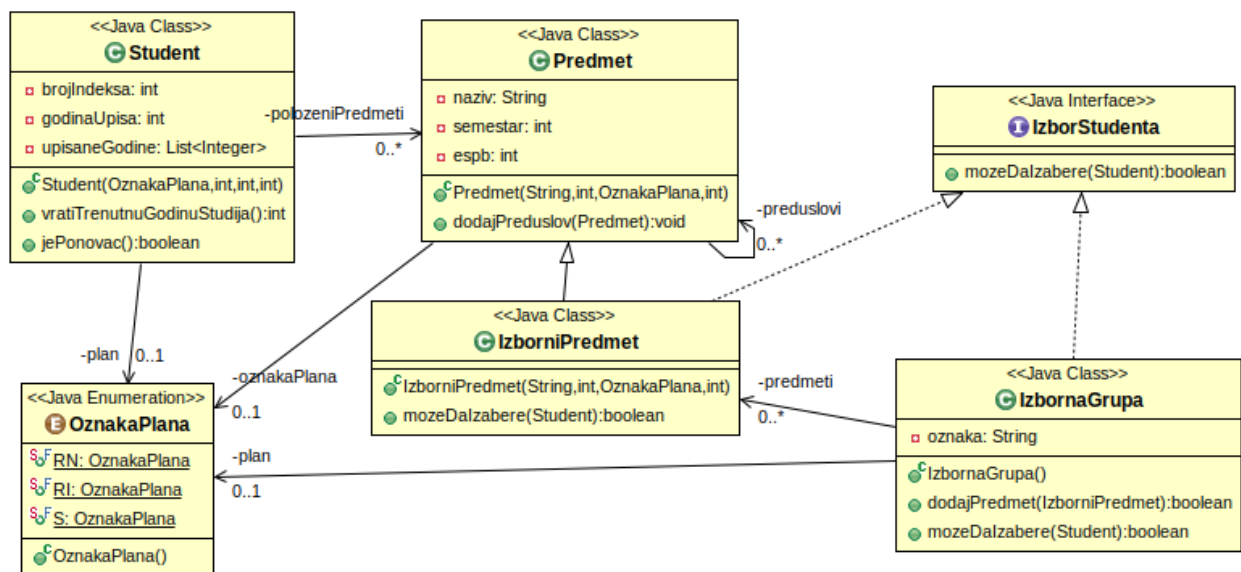 <<Java Class>>
Student
brojIndeksa: int
godinaUpisa: int
upisaneGodine: List<Integer>
Student(OznakaPlana,int,int,int)
vratiTrenutnuGodinuStudija():int
jePonovac():boolean
-polozeniPredmeti
0..*
<<Java Class>>
Predmet
naziv: String
semestar: int
espb: int
Predmet(String,int,OznakaPlana,int)
dodajPreduslov(Predmet):void
-preduslovi
0..*
<<Java Interface>>
IzborStudenta
mozeDaIzabere(Student):boolean
<<Java Class>>
IzborniPredmet
IzborniPredmet(String,int,OznakaPlana,int)
mozeDaIzabere(Student):boolean
-plan
0..1
-oznakaPlana
0..1
-predmeti
0..*
<<Java Class>>
IzbornaGrupa
oznaka: String
IzbornaGrupa()
dodajPredmet(IzborniPredmet):boolean
mozeDaIzabere(Student):boolean
-plan
0..1
<<Java Enumeration>>
OznakaPlana
RN: OznakaPlana
RI: OznakaPlana
S: OznakaPlana
OznakaPlana()